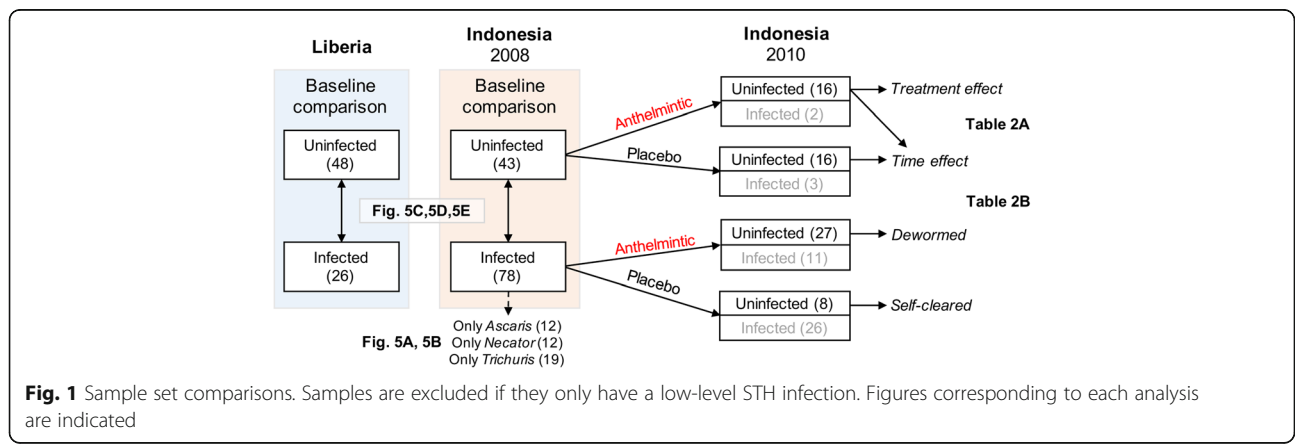 Liberia
Baseline
comparison
Uninfected
(48)
Infected
(26)
Fig. 5C,5D,5E
Indonesia
2008
Baseline
comparison
Uninfected
(43)
Infected
(78)
Fig. 5A, 5B
Only Ascaris (12)
Only Necator (12)
Only Trichuris (19)
Anthelmintic
Placebo
Anthelmintic
Placebo
Indonesia
2010
Uninfected (16)
Infected (2)
Uninfected (16)
Infected (3)
Uninfected (27)
Infected (11)
Uninfected (8)
Infected (26)
Treatment effect
Table 2A
Time effect
Table 2B
Dewormed
Self-cleared
Fig. 1 Sample set comparisons. Samples are excluded if they only have a low-level STH infection. Figures corresponding to each analysis
are indicated